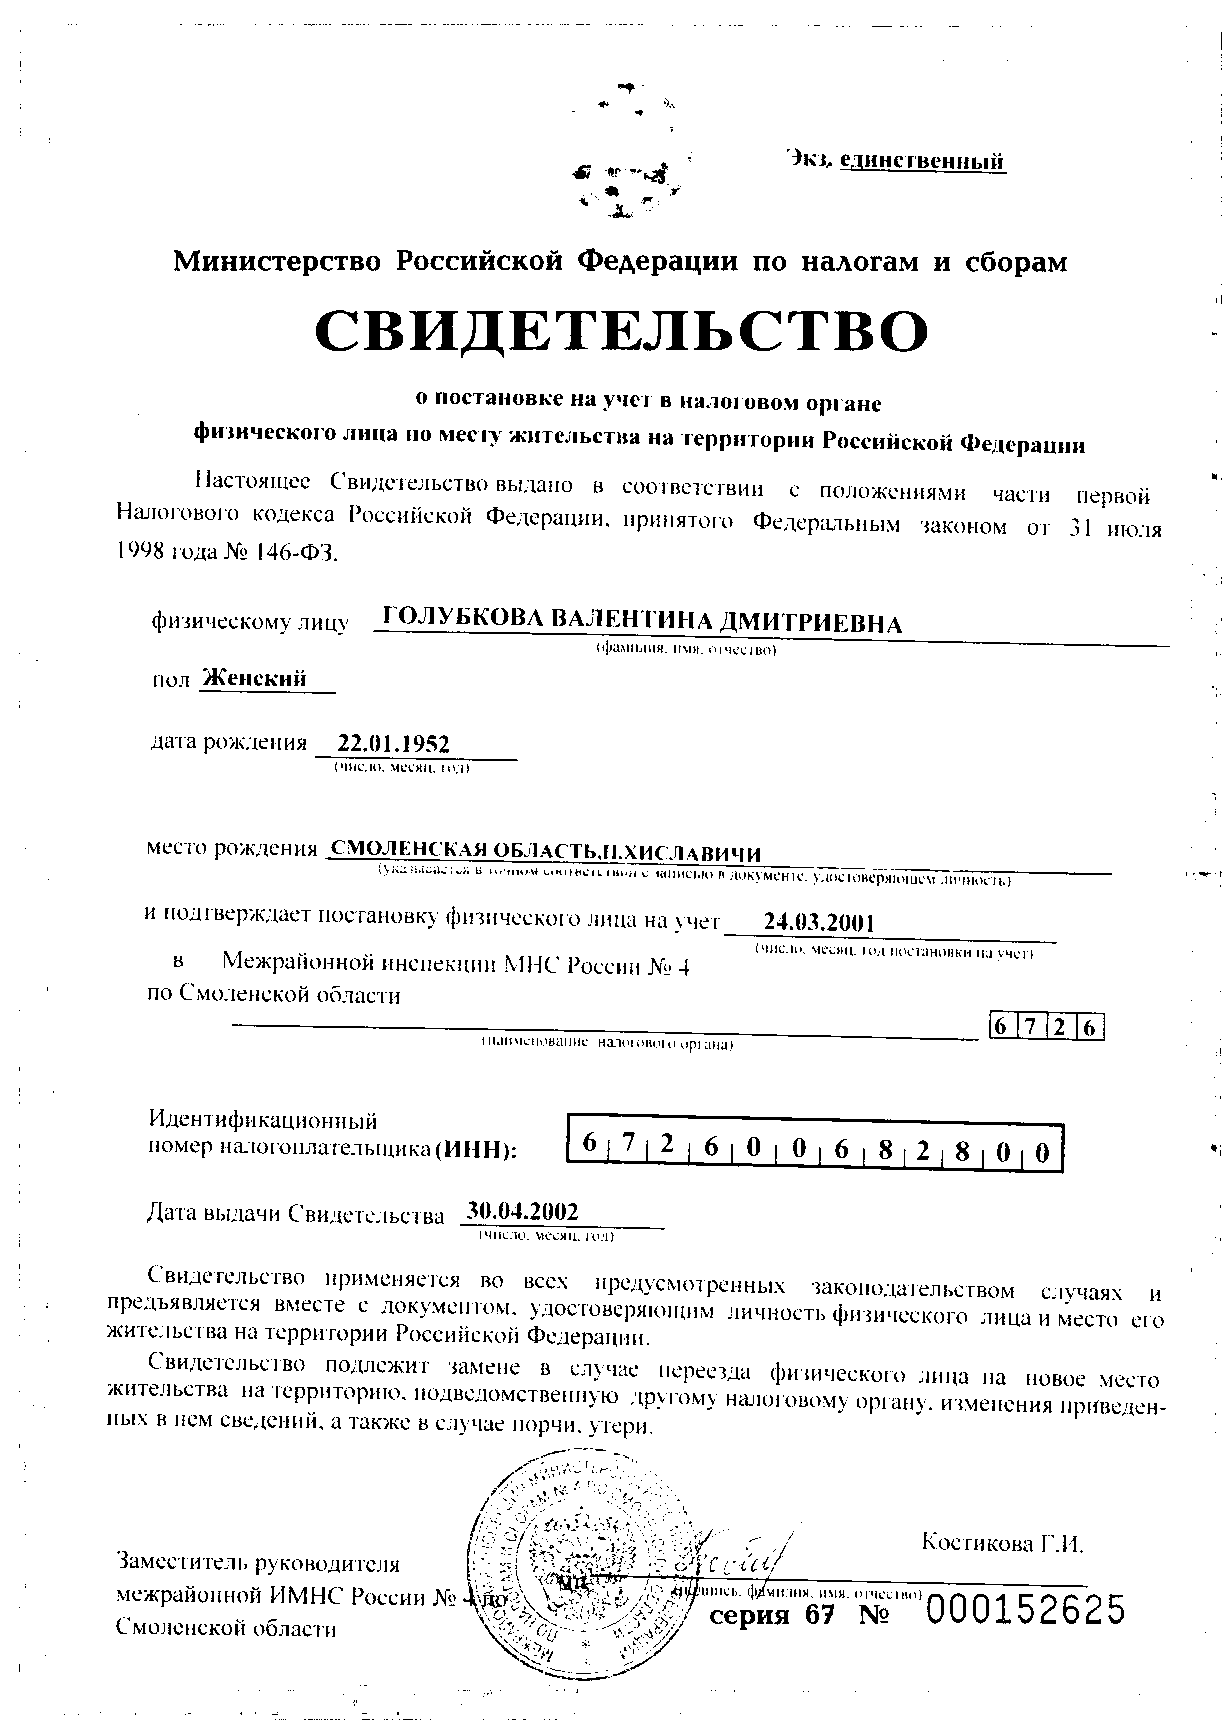 Экз. единственный
Министерство Российской Федерации по налогам и сборам
СВИДЕТЕЛЬСТВО
о постановке на учет в налоговом органе
физического лица по месту жительства на территории Российской Федерации
Настоящее Свидетельство выдано в соответствии с положениями части первой
Налогового кодекса Российской Федерации, принятого Федеральным законом от 31 июля
1998 года № 146-ФЗ.
физическому лицу ГОЛУБКОВА ВАЛЕНТИНА ДМИТРИЕВНА
(фамилия, имя, отчество)
пол Женский
дата рождения 22.01.1952
(число, месяц, год)
место рождения СМОЛЕНСКАЯ ОБЛАСТЬ,П.ХИСЛАВИЧИ
(указывается в точном соответствии с записью в документе, удостоверяющем личность)
и подтверждает постановку физического лица на учет 24.03.2001
(число, месяц, год постановки на учет)
в Межрайонной инспекции МНС России № 4
по Смоленской области
6726
(наименование налогового органа)
Идентификационный
номер налогоплательщика (ИНН): 672600682800
Дата выдачи Свидетельства 30.04.2002
(число, месяц, год)
Свидетельство применяется во всех предусмотренных законодательством случаях и
предъявляется вместе с документом, удостоверяющим личность физического лица и место его
жительства на территории Российской Федерации.
Свидетельство подлежит замене в случае переезда физического лица на новое место
жительства на территорию, подведомственную другому налоговому органу, изменения приведен-
ных в нем сведений, а также в случае порчи, утери.
Костикова Г.И.
Заместитель руководителя
межрайонной ИМНС России № 4 по
Смоленской области
МП
(подпись, фамилия, имя, отчество)
серия 67 № 000152625